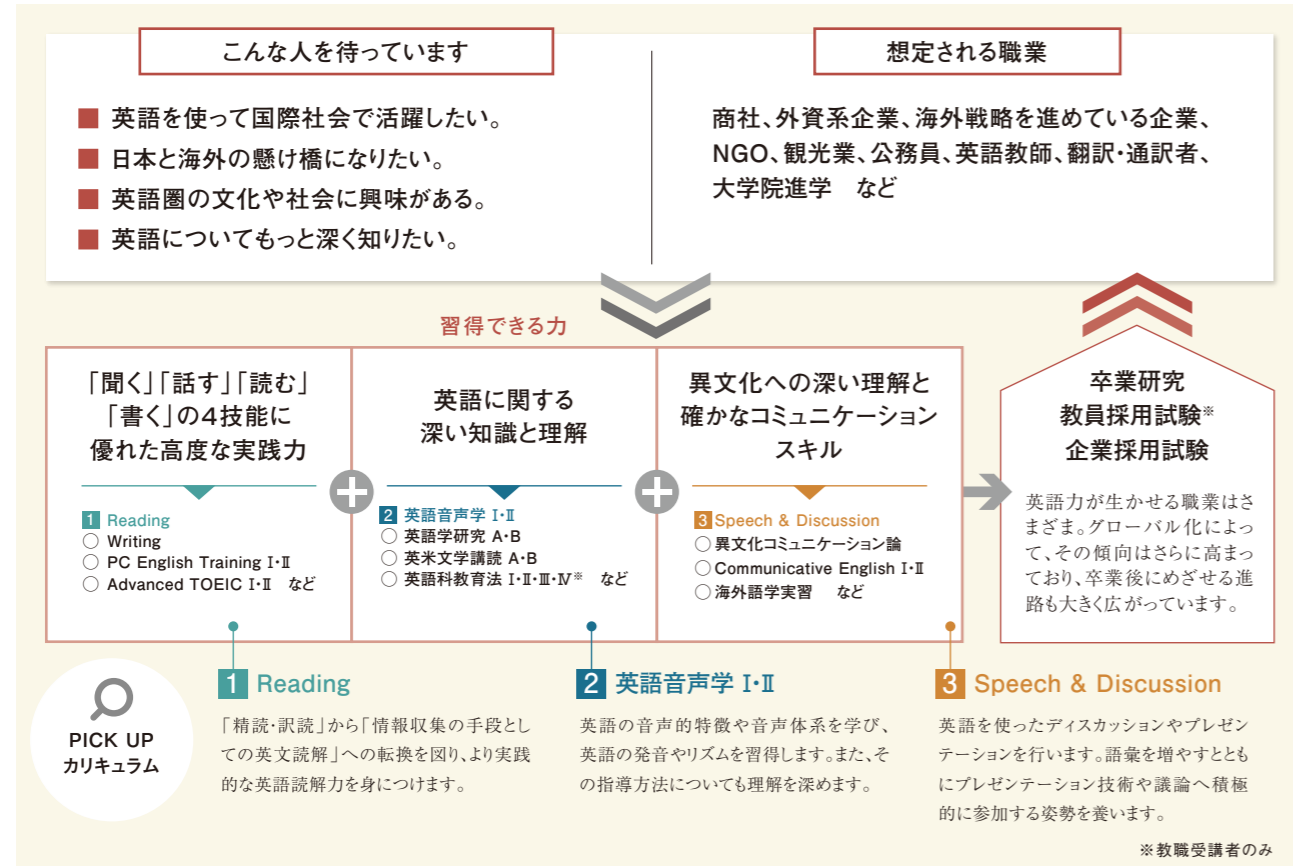 こんな人を待っています
■ 英語を使って国際社会で活躍したい。
■ 日本と海外の懸け橋になりたい。
■ 英語圏の文化や社会に興味がある。
■ 英語についてもっと深く知りたい。
想定される職業
商社、外資系企業、海外戦略を進めている企業、
NGO、観光業、公務員、英語教師、翻訳・通訳者、
大学院進学　など
習得できる力
「聞く」「話す」「読む」
「書く」の4技能に
優れた高度な実践力
1 Reading
○ Writing
○ PC English Training Ⅰ・Ⅱ
○ Advanced TOEIC Ⅰ・Ⅱ　など
英語に関する
深い知識と理解
2 英語音声学 Ⅰ・Ⅱ
○ 英語学研究 A・B
○ 英米文学講読 A・B
○ 英語科教育法 Ⅰ・Ⅱ・Ⅲ・Ⅳ※　など
異文化への深い理解と
確かなコミュニケーション
スキル
3 Speech & Discussion
○ 異文化コミュニケーション論
○ Communicative English Ⅰ・Ⅱ
○ 海外語学実習　など
卒業研究
教員採用試験※
企業採用試験
英語力が生かせる職業はさ
まざま。グローバル化によっ
て、その傾向はさらに高まっ
ており、卒業後にめざせる進
路も大きく広がっています。
PICK UP
カリキュラム
1 Reading
「精読・訳読」から「情報収集の手段とし
ての英文読解」への転換を図り、より実践
的な英語読解力を身につけます。
2 英語音声学 Ⅰ・Ⅱ
英語の音声的特徴や音声体系を学び、
英語の発音やリズムを習得します。また、そ
の指導方法についても理解を深めます。
3 Speech & Discussion
英語を使ったディスカッションやプレゼン
テーションを行います。語彙を増やすととも
にプレゼンテーション技術や議論へ積極
的に参加する姿勢を養います。
※教職受講者のみ